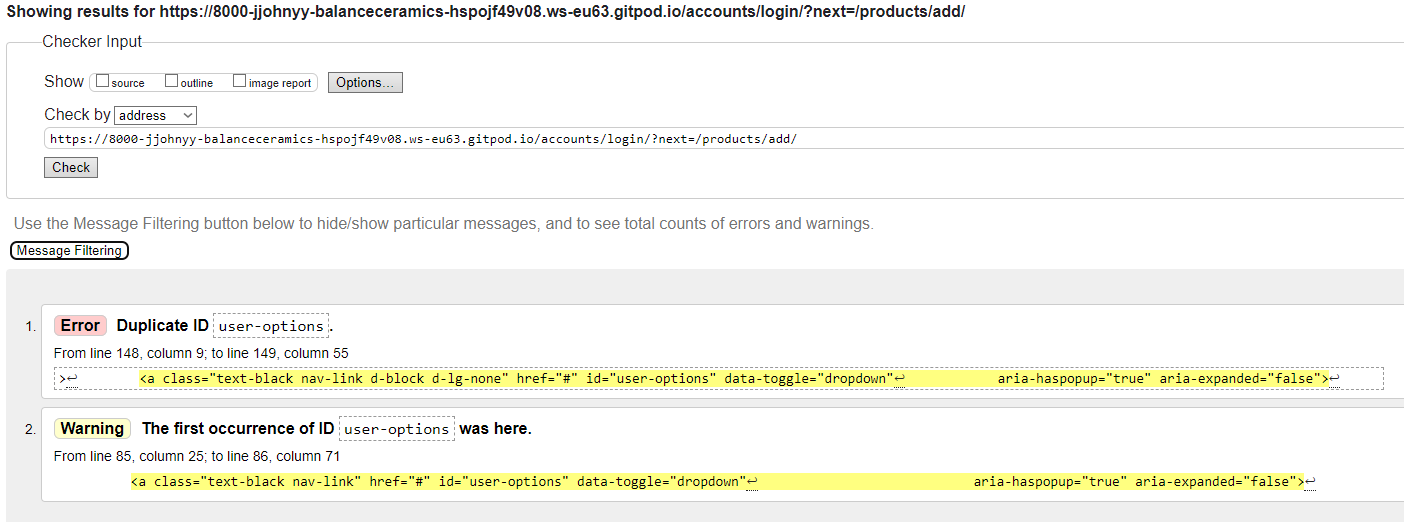 Showing results for https://8000-jjohnyy-balanceceramics-hspojf49v08.ws-eu63.gitpod.io/accounts/login/?next=/products/add/
Checker Input
Show source outline image report Options...
Check by address
https://8000-jjohnyy-balanceceramics-hspojf49v08.ws-eu63.gitpod.io/accounts/login/?next=/products/add/
Check
Use the Message Filtering button below to hide/show particular messages, and to see total counts of errors and warnings.
Message Filtering
1. Error Duplicate ID user-options.
From line 148, column 9; to line 149, column 55
>↩ <a class="text-black nav-link d-block d-lg-none" href="#" id="user-options" data-toggle="dropdown"↩ aria-haspopup="true" aria-expanded="false">↩
2. Warning The first occurrence of ID user-options was here.
From line 85, column 25; to line 86, column 71
<a class="text-black nav-link" href="#" id="user-options" data-toggle="dropdown"↩ aria-haspopup="true" aria-expanded="false">↩